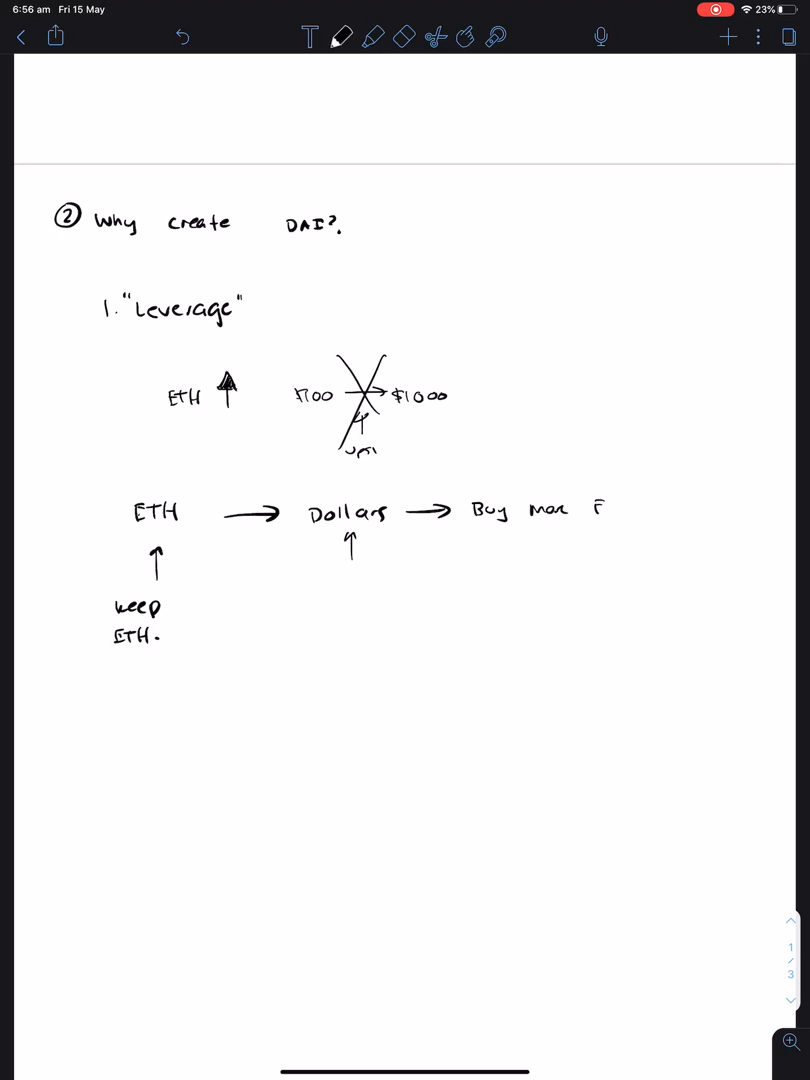 6:56 am Fri 15 May 23%
② Why create DAI?.
1. "Leverage"
ETH $100 → $1000
ETH → Dollars → Buy
keep
ETH.
1
/
3